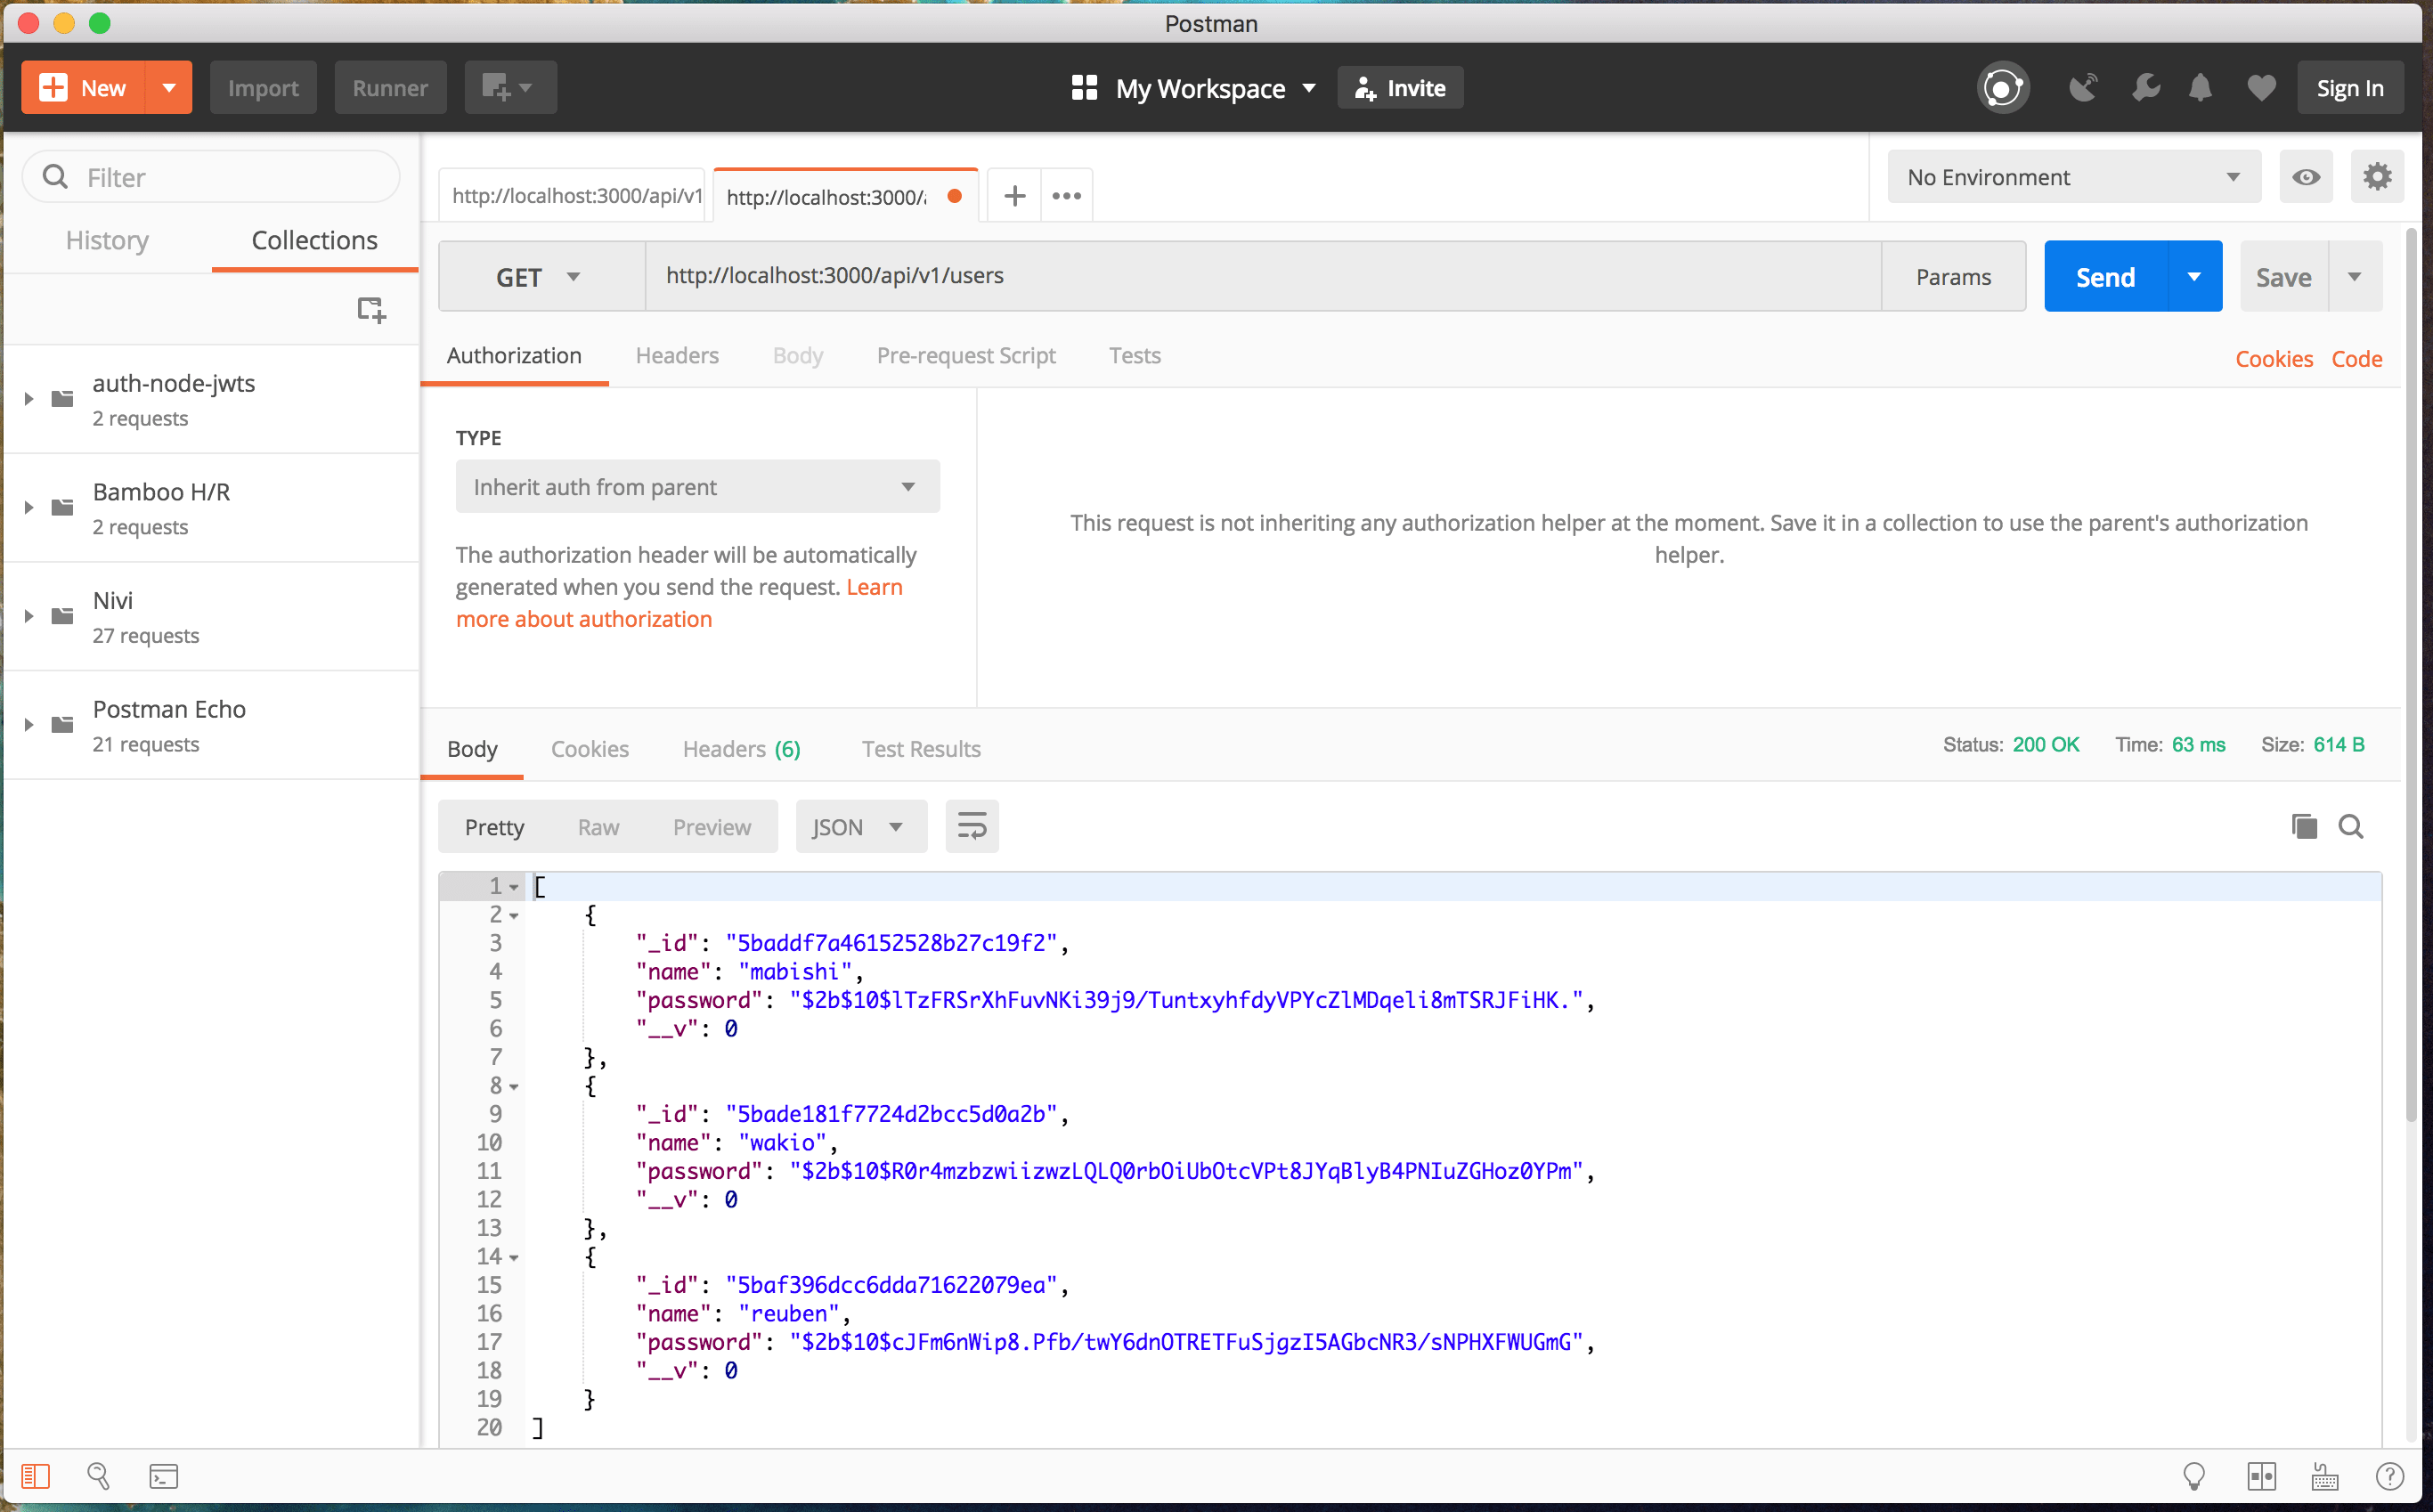 Postman
New
Import
Runner
My Workspace
Invite
Sign In
Filter
History
Collections
auth-node-jwts
2 requests
Bamboo H/R
2 requests
Nivi
27 requests
Postman Echo
21 requests
http://localhost:3000/api/v1
http://localhost:3000/a
No Environment
GET
http://localhost:3000/api/v1/users
Params
Send
Save
Authorization
Headers
Body
Pre-request Script
Tests
Cookies
Code
TYPE
Inherit auth from parent
The authorization header will be automatically
generated when you send the request. Learn
more about authorization
This request is not inheriting any authorization helper at the moment. Save it in a collection to use the parent's authorization
helper.
Body
Cookies
Headers (6)
Test Results
Status: 200 OK
Time: 63 ms
Size: 614 B
Pretty
Raw
Preview
JSON
1 [
2 {
3 "_id": "5baddf7a46152528b27c19f2",
4 "name": "mabishi",
5 "password": "$2b$10$lTzFRSrXhFuvNKi39j9/TuntxyhfdyVPYcZlMDqeli8mTSRJFiHK.",
6 "__v": 0
7 },
8 {
9 "_id": "5bade181f7724d2bcc5d0a2b",
10 "name": "wakio",
11 "password": "$2b$10$R0r4mzbzwiizwzLQLQ0rbOiUbOtcVPt8JYqBlyB4PNIuZGHoz0YPm",
12 "__v": 0
13 },
14 {
15 "_id": "5baf396dcc6dda71622079ea",
16 "name": "reuben",
17 "password": "$2b$10$cJFm6nWip8.Pfb/twY6dnOTRETFuSjgzI5AGbcNR3/sNPHXFWUGmG",
18 "__v": 0
19 }
20 ]